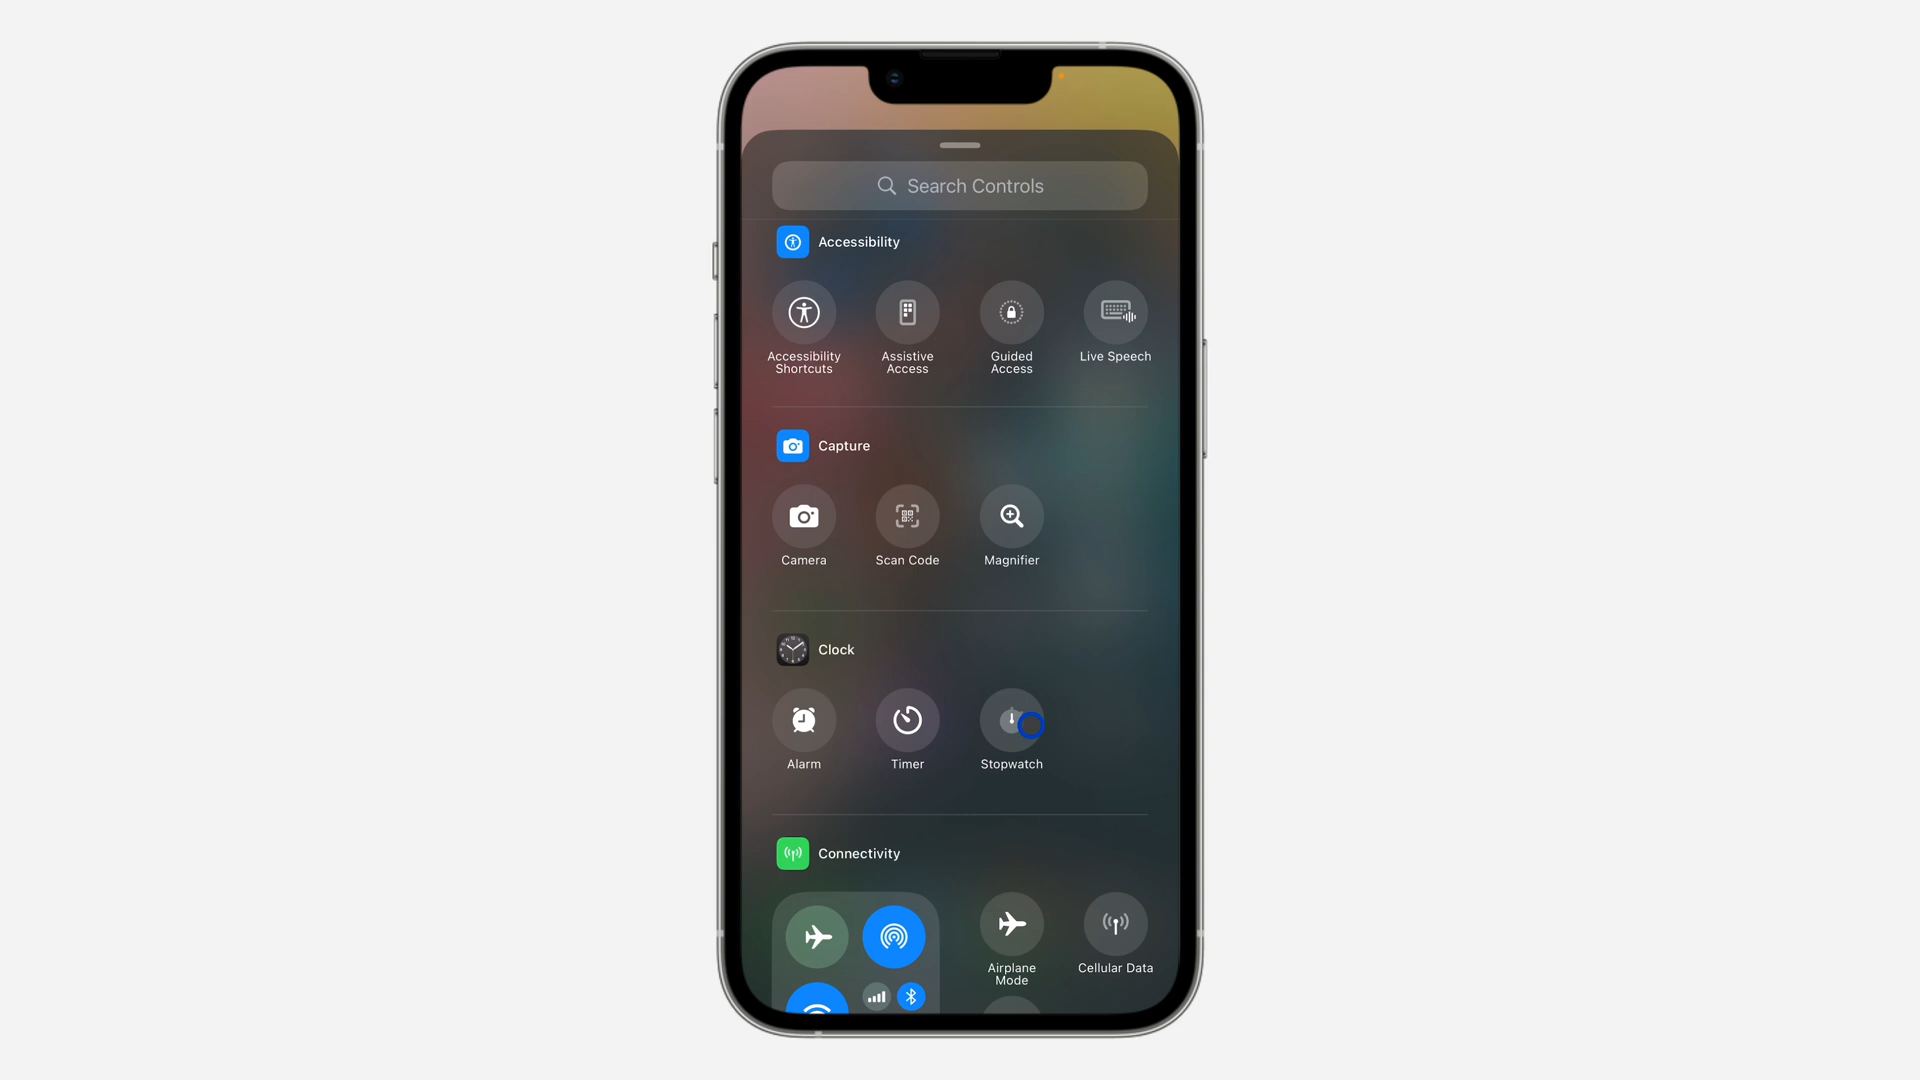 Search Controls
Accessibility
Accessibility
Shortcuts
Assistive
Access
Guided
Access
Live Speech
Capture
Camera
Scan Code
Magnifier
Clock
Alarm
Timer
Stopwatch
Connectivity
Airplane
Mode
Cellular Data